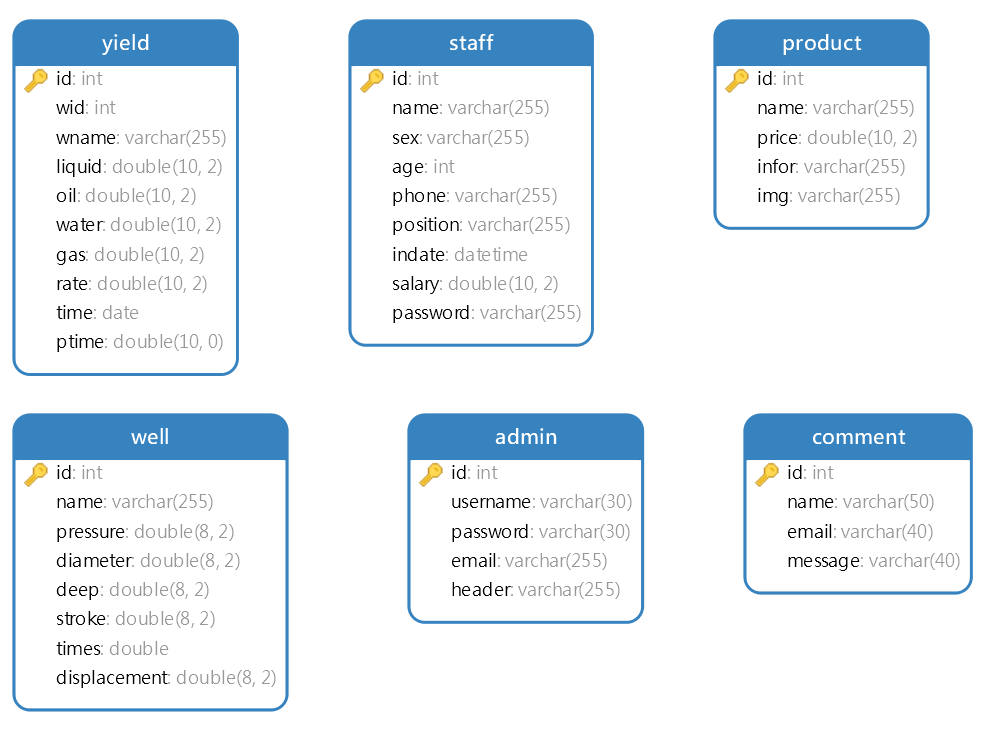 yield
id: int
wid: int
wname: varchar(255)
liquid: double(10, 2)
oil: double(10, 2)
water: double(10, 2)
gas: double(10, 2)
rate: double(10, 2)
time: date
ptime: double(10, 0)
staff
id: int
name: varchar(255)
sex: varchar(255)
age: int
phone: varchar(255)
position: varchar(255)
indate: datetime
salary: double(10, 2)
password: varchar(255)
product
id: int
name: varchar(255)
price: double(10, 2)
infor: varchar(255)
img: varchar(255)
well
id: int
name: varchar(255)
pressure: double(8, 2)
diameter: double(8, 2)
deep: double(8, 2)
stroke: double(8, 2)
times: double
displacement: double(8, 2)
admin
id: int
username: varchar(30)
password: varchar(30)
email: varchar(255)
header: varchar(255)
comment
id: int
name: varchar(50)
email: varchar(40)
message: varchar(40)